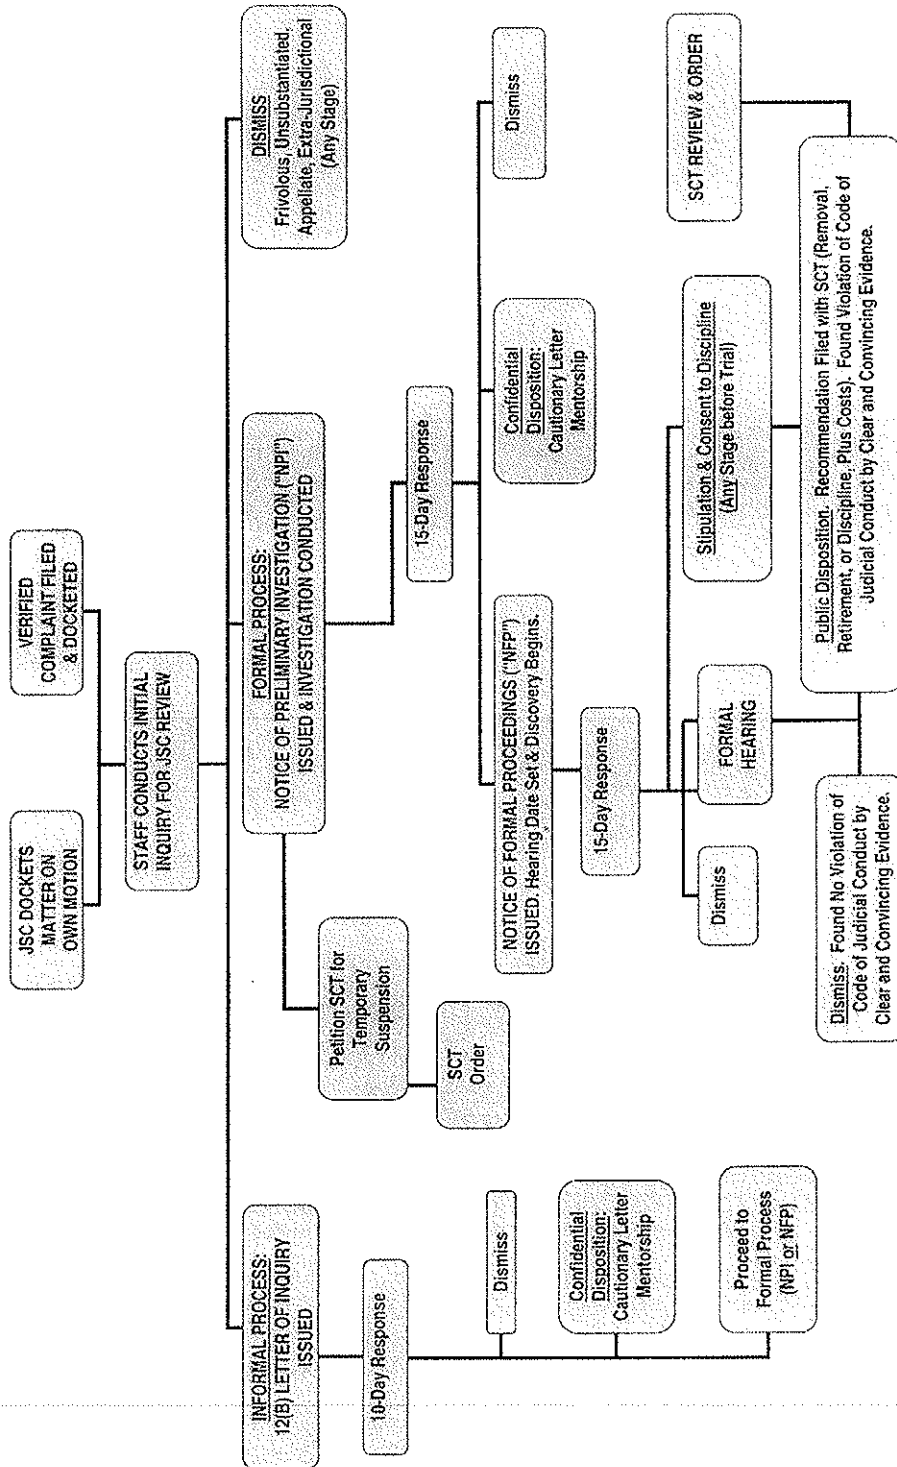 JSC DOCKETS
MATTER ON
OWN MOTION
VERIFIED
COMPLAINT FILED
& DOCKETED
STAFF CONDUCTS INITIAL
INQUIRY FOR JSC REVIEW
INFORMAL PROCESS:
12(B) LETTER OF INQUIRY
ISSUED
FORMAL PROCESS:
NOTICE OF PRELIMINARY INVESTIGATION ("NPI")
ISSUED & INVESTIGATION CONDUCTED
DISMISS
Frivolous, Unsubstantiated,
Appellate, Extra-Jurisdictional
(Any Stage)
10-Day Response
Petition SCT for
Temporary
Suspension
15-Day Response
SCT
Order
Dismiss
Confidential
Disposition:
Cautionary Letter
Mentorship
Proceed to
Formal Process
(NPI or NFP)
NOTICE OF FORMAL PROCEEDINGS ("NFP")
ISSUED. Hearing Date Set & Discovery Begins.
Confidential
Disposition:
Cautionary Letter
Mentorship
Dismiss
15-Day Response
Dismiss
FORMAL
HEARING
Stipulation & Consent to Discipline
(Any Stage before Trial)
SCT REVIEW & ORDER
Dismiss. Found No Violation of
Code of Judicial Conduct by
Clear and Convincing Evidence.
Public Disposition. Recommendation Filed with SCT (Removal,
Retirement, or Discipline, Plus Costs). Found Violation of Code of
Judicial Conduct by Clear and Convincing Evidence.